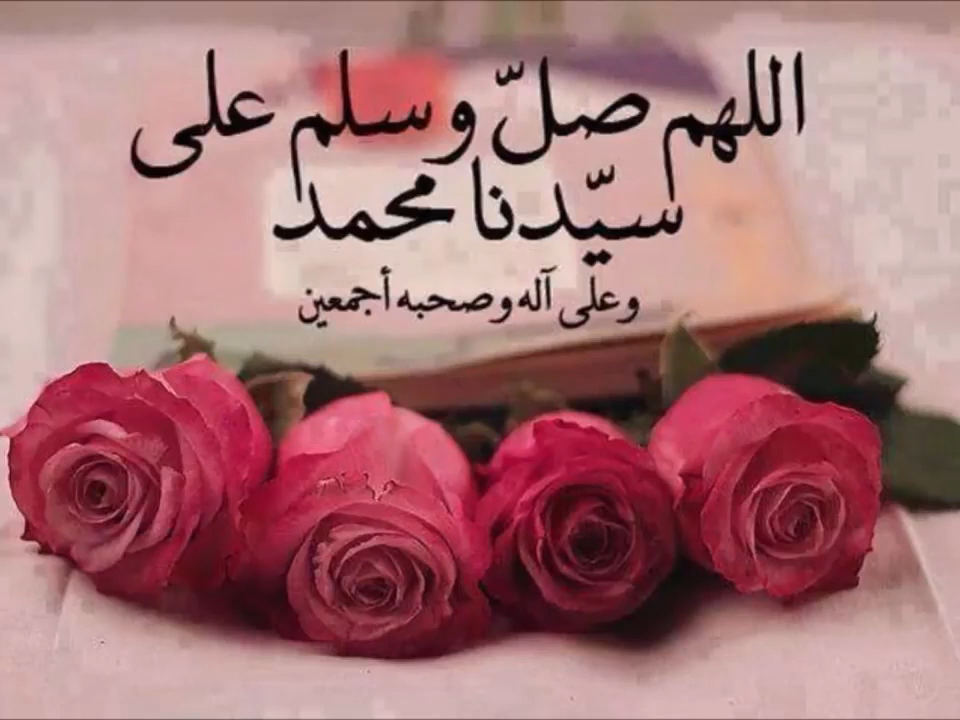 اللهم صلّ وسلم على
سيّدنا محمد
وعلى آله وصحبه أجمعين